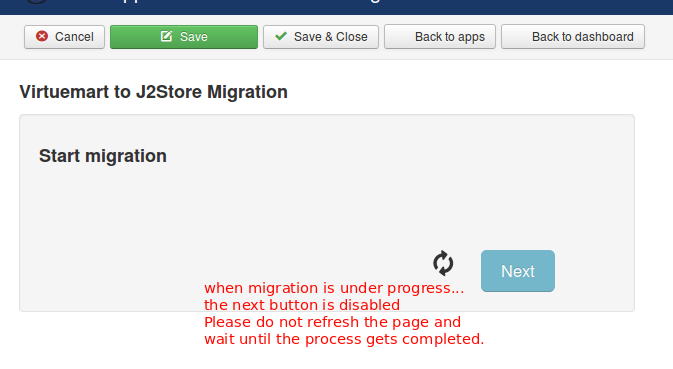 Cancel Save Save & Close Back to apps Back to dashboard
Virtuemart to J2Store Migration
Start migration
Next
when migration is under progress...
the next button is disabled
Please do not refresh the page and
wait until the process gets completed.